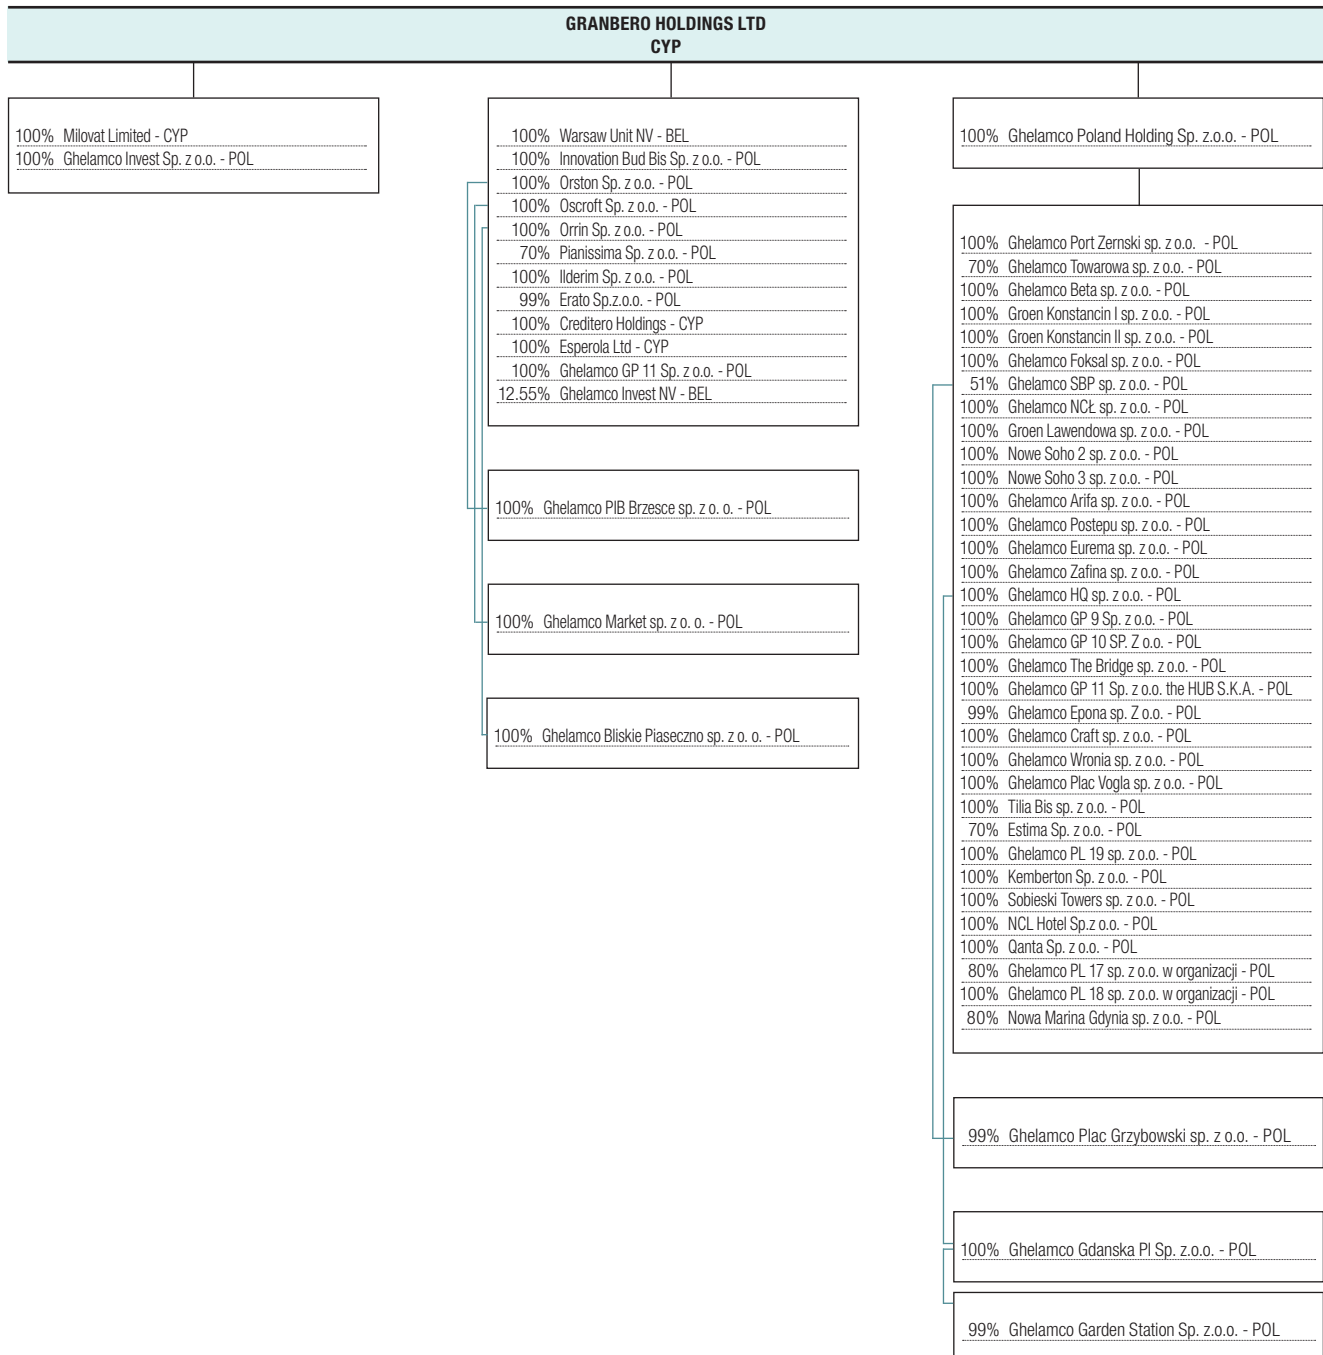 GRANBERO HOLDINGS LTD
CYP
100% Milovat Limited - CYP
100% Ghelamco Invest Sp. z o.o. - POL
100% Warsaw Unit NV - BEL
100% Innovation Bud Bis Sp. z o.o. - POL
100% Orston Sp. z o.o. - POL
100% Oscroft Sp. z o.o. - POL
100% Orrin Sp. z o.o. - POL
70% Pianissima Sp. z o.o. - POL
100% Ilderim Sp. z o.o. - POL
99% Erato Sp.z.o.o. - POL
100% Creditero Holdings - CYP
100% Esperola Ltd - CYP
100% Ghelamco GP 11 Sp. z o.o. - POL
12.55% Ghelamco Invest NV - BEL
100% Ghelamco PIB Brzesce sp. z o. o. - POL
100% Ghelamco Market sp. z o. o. - POL
100% Ghelamco Bliskie Piaseczno sp. z o. o. - POL
100% Ghelamco Poland Holding Sp. z.o.o. - POL
100% Ghelamco Port Zernski sp. z o.o. - POL
70% Ghelamco Towarowa sp. z o.o. - POL
100% Ghelamco Beta sp. z o.o. - POL
100% Groen Konstancin I sp. z o.o. - POL
100% Groen Konstancin II sp. z o.o. - POL
100% Ghelamco Foksal sp. z o.o. - POL
51% Ghelamco SBP sp. z o.o. - POL
100% Ghelamco NCŁ sp. z o.o. - POL
100% Groen Lawendowa sp. z o.o. - POL
100% Nowe Soho 2 sp. z o.o. - POL
100% Nowe Soho 3 sp. z o.o. - POL
100% Ghelamco Arifa sp. z o.o. - POL
100% Ghelamco Postepu sp. z o.o. - POL
100% Ghelamco Eurema sp. z o.o. - POL
100% Ghelamco Zafina sp. z o.o. - POL
100% Ghelamco HQ sp. z o.o. - POL
100% Ghelamco GP 9 Sp. z o.o. - POL
100% Ghelamco GP 10 SP. Z o.o. - POL
100% Ghelamco The Bridge sp. z o.o. - POL
100% Ghelamco GP 11 Sp. z o.o. the HUB S.K.A. - POL
99% Ghelamco Epona sp. Z o.o. - POL
100% Ghelamco Craft sp. z o.o. - POL
100% Ghelamco Wronia sp. z o.o. - POL
100% Ghelamco Plac Vogla sp. z o.o. - POL
100% Tilia Bis sp. z o.o. - POL
70% Estima Sp. z o.o. - POL
100% Ghelamco PL 19 sp. z o.o. - POL
100% Kemberton Sp. z o.o. - POL
100% Sobieski Towers sp. z o.o. - POL
100% NCL Hotel Sp.z o.o. - POL
100% Qanta Sp. z o.o. - POL
80% Ghelamco PL 17 sp. z o.o. w organizacji - POL
100% Ghelamco PL 18 sp. z o.o. w organizacji - POL
80% Nowa Marina Gdynia sp. z o.o. - POL
99% Ghelamco Plac Grzybowski sp. z o.o. - POL
100% Ghelamco Gdanska PI Sp. z.o.o. - POL
99% Ghelamco Garden Station Sp. z.o.o. - POL